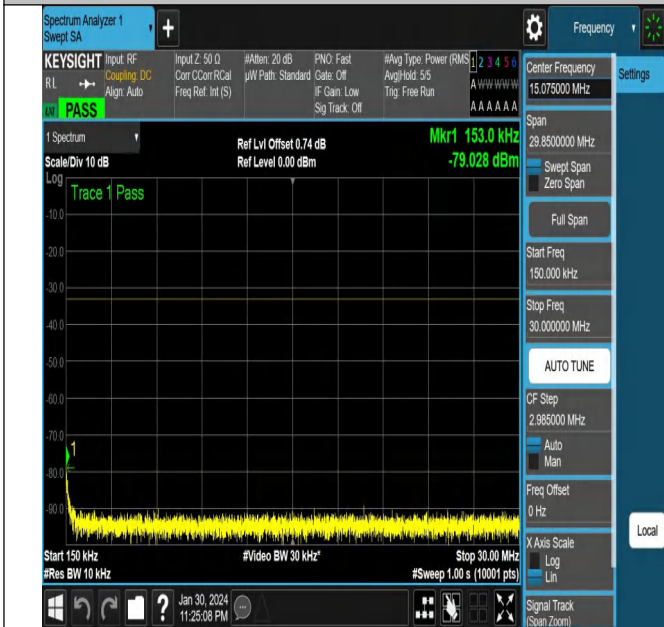 Spectrum Analyzer 1
Swept SA
+
Frequency
KEYSIGHT
RL
LXI
PASS
Input: RF
Coupling: DC
Align: Auto
Input Z: 50 Ω
Corr CCorr RCal
Freq Ref: Int (S)
#Atten: 20 dB
µW Path: Standard
PNO: Fast
Gate: Off
IF Gain: Low
Sig Track: Off
#Avg Type: Power (RMS
Avg|Hold: 5/5
Trig: Free Run
1 2 3 4 5 6
A W W W W W
A A A A A A
1 Spectrum
Scale/Div 10 dB
Ref Lvl Offset 0.74 dB
Ref Level 0.00 dBm
Mkr1 153.0 kHz
-79.028 dBm
Log
Trace 1 Pass
-10.0
-20.0
-30.0
-40.0
-50.0
-60.0
-70.0
1
-80.0
-90.0
Start 150 kHz
#Video BW 30 kHz*
Stop 30.00 MHz
#Res BW 10 kHz
#Sweep 1.00 s (10001 pts)
?
Jan 30, 2024
11:25:08 PM
Center Frequency
15.075000 MHz
Settings
Span
29.8500000 MHz
Swept Span
Zero Span
Full Span
Start Freq
150.000 kHz
Stop Freq
30.000000 MHz
AUTO TUNE
CF Step
2.985000 MHz
Auto
Man
Freq Offset
0 Hz
X Axis Scale
Log
Lin
Local
Signal Track
(Span Zoom)